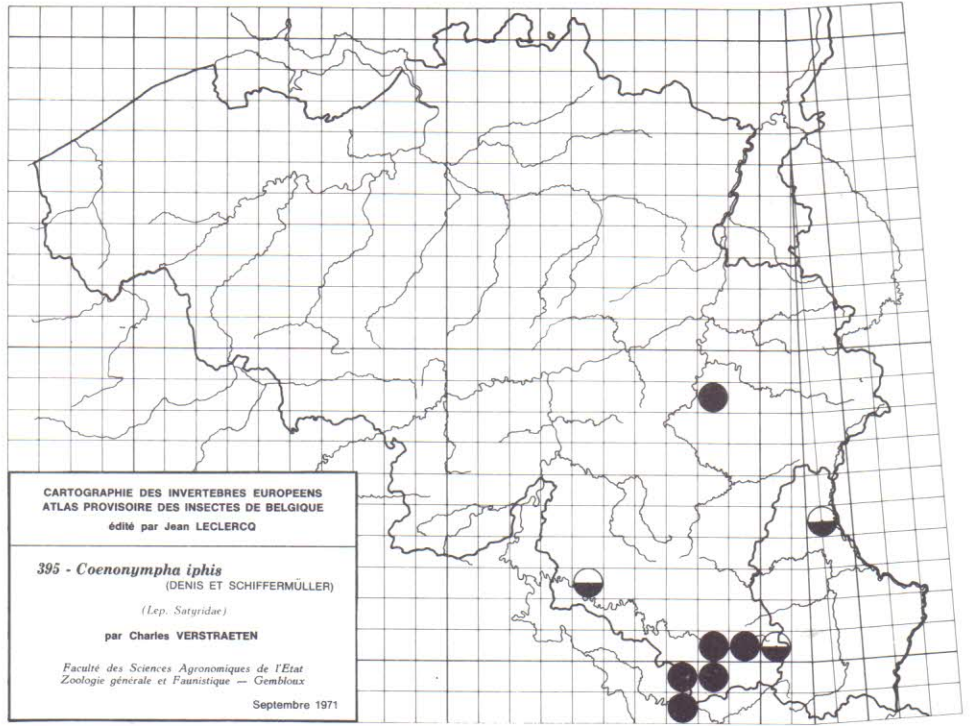 CARTOGRAPHIE DES INVERTEBRES EUROPEENS
ATLAS PROVISOIRE DES INSECTES DE BELGIQUE
édité par Jean LECLERCQ
395 - Coenonympha iphis
(DENIS ET SCHIFFERMÜLLER)
(Lep. Satyridae)
par Charles VERSTRAETEN
Faculté des Sciences Agronomiques de l'Etat
Zoologie générale et Faunistique — Gembloux
Septembre 1971